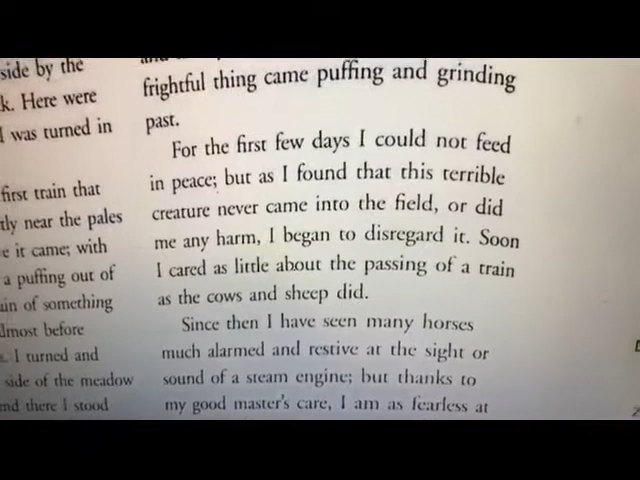 side by the
k. Here were
I was turned in
first train that
tly near the pales
e it came; with
a puffing out of
ain of something
lmost before
I turned and
side of the meadow
nd there I stood
frightful thing came puffing and grinding
past.
For the first few days I could not feed
in peace; but as I found that this terrible
creature never came into the field, or did
me any harm, I began to disregard it. Soon
I cared as little about the passing of a train
as the cows and sheep did.
Since then I have seen many horses
much alarmed and restive at the sight or
sound of a steam engine; but thanks to
my good master's care, I am as fearless at